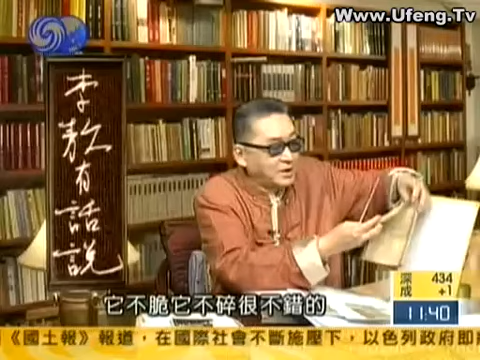 Www.Ufeng.Tv
李敖有話說
它不脆它不碎很不錯的
深成 434 +1
11:40
《國土報》報道，在國際社會不斷施壓下，以色列政府即